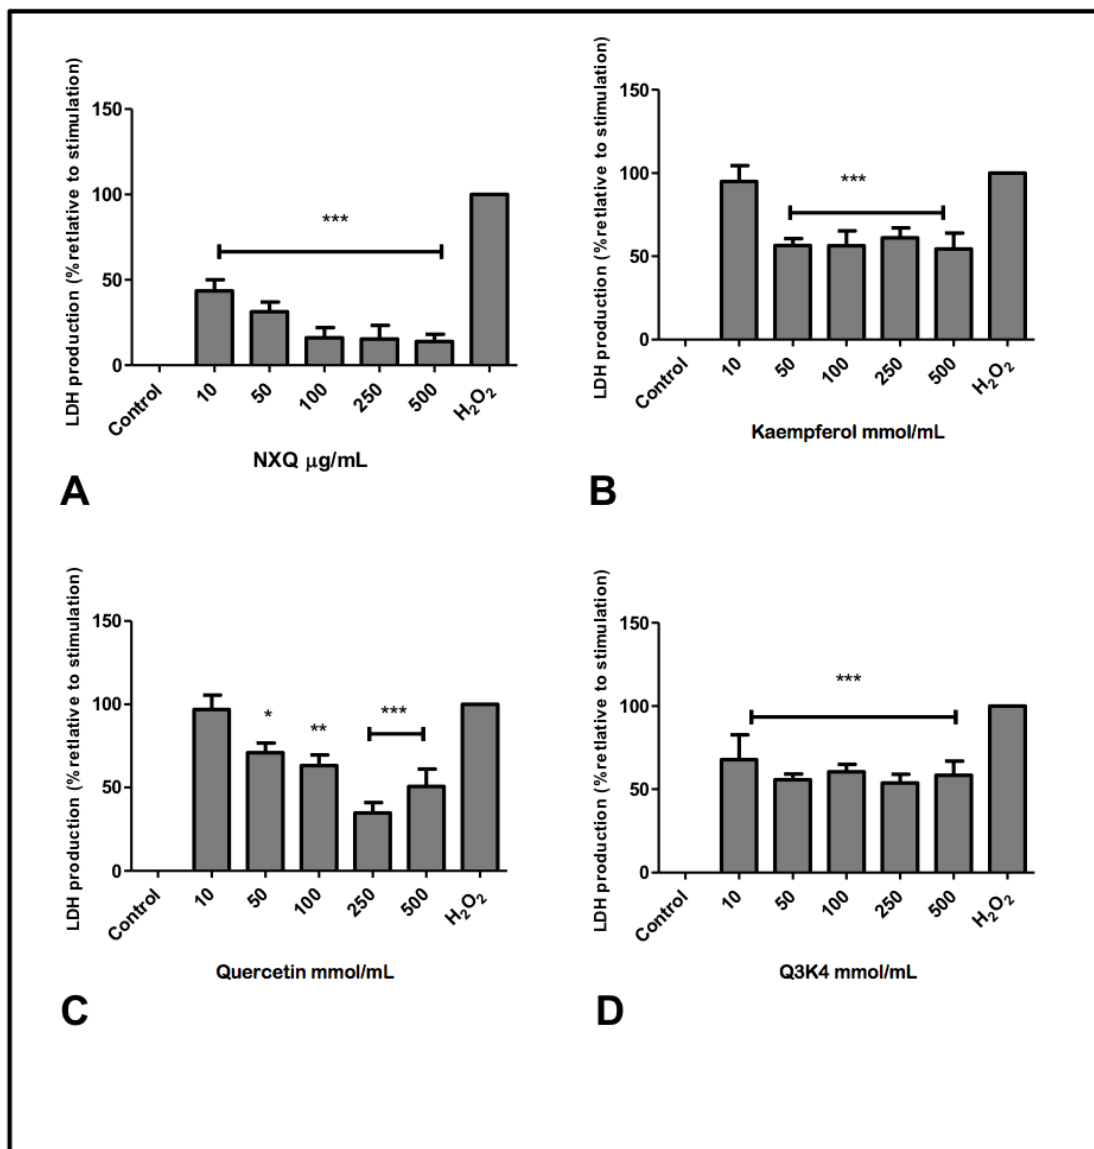 LDH production (% retlative to stimulation)
150
100
50
0
***
Control
10
50
100
250
500
H₂O₂
NXQ µg/mL
A
LDH production (% retlative to stimulation)
150
100
50
0
***
Control
10
50
100
250
500
H₂O₂
Kaempferol mmol/mL
B
LDH production (% retlative to stimulation)
150
100
50
0
*
**
***
Control
10
50
100
250
500
H₂O₂
Quercetin mmol/mL
C
LDH production (% retlative to stimulation)
150
100
50
0
***
Control
10
50
100
250
500
H₂O₂
Q3K4 mmol/mL
D